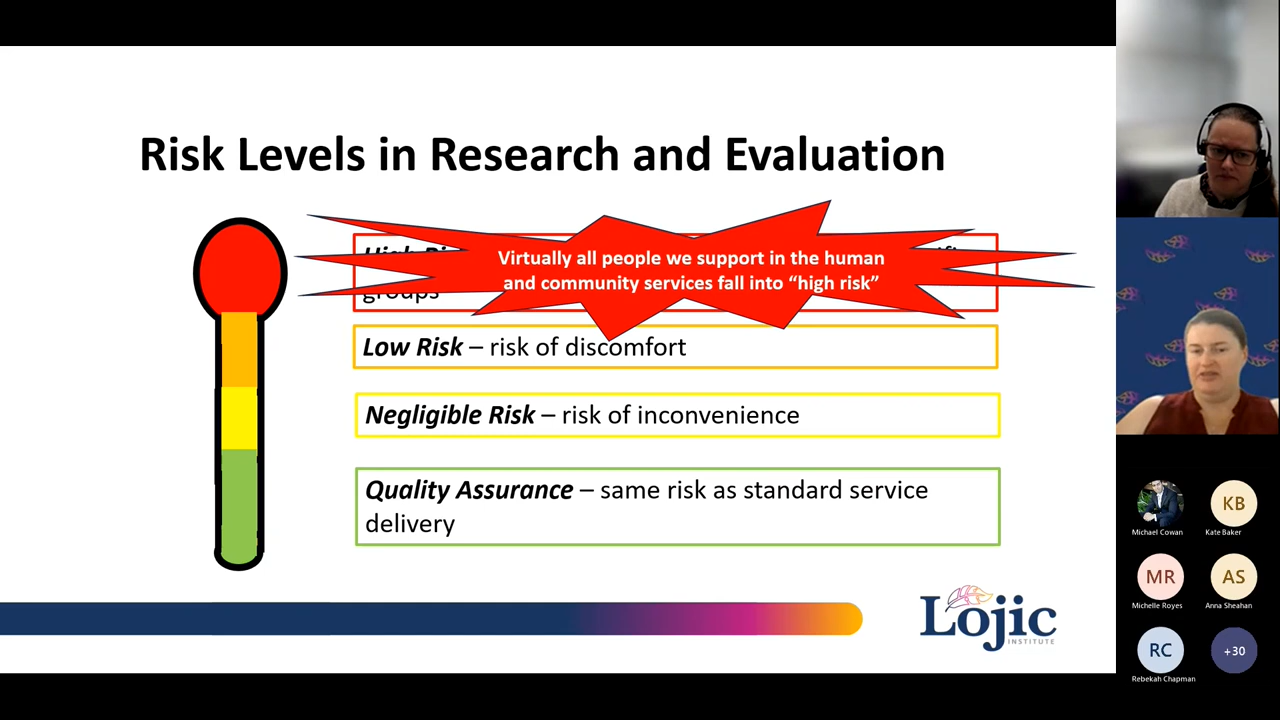 Risk Levels in Research and Evaluation
Virtually all people we support in the human
and community services fall into “high risk”
groups
Low Risk – risk of discomfort
Negligible Risk – risk of inconvenience
Quality Assurance – same risk as standard service
delivery
Lojic
INSTITUTE
KB
Michael Cowan
Kate Baker
MR
AS
Michelle Royes
Anna Sheahan
RC
+30
Rebekah Chapman